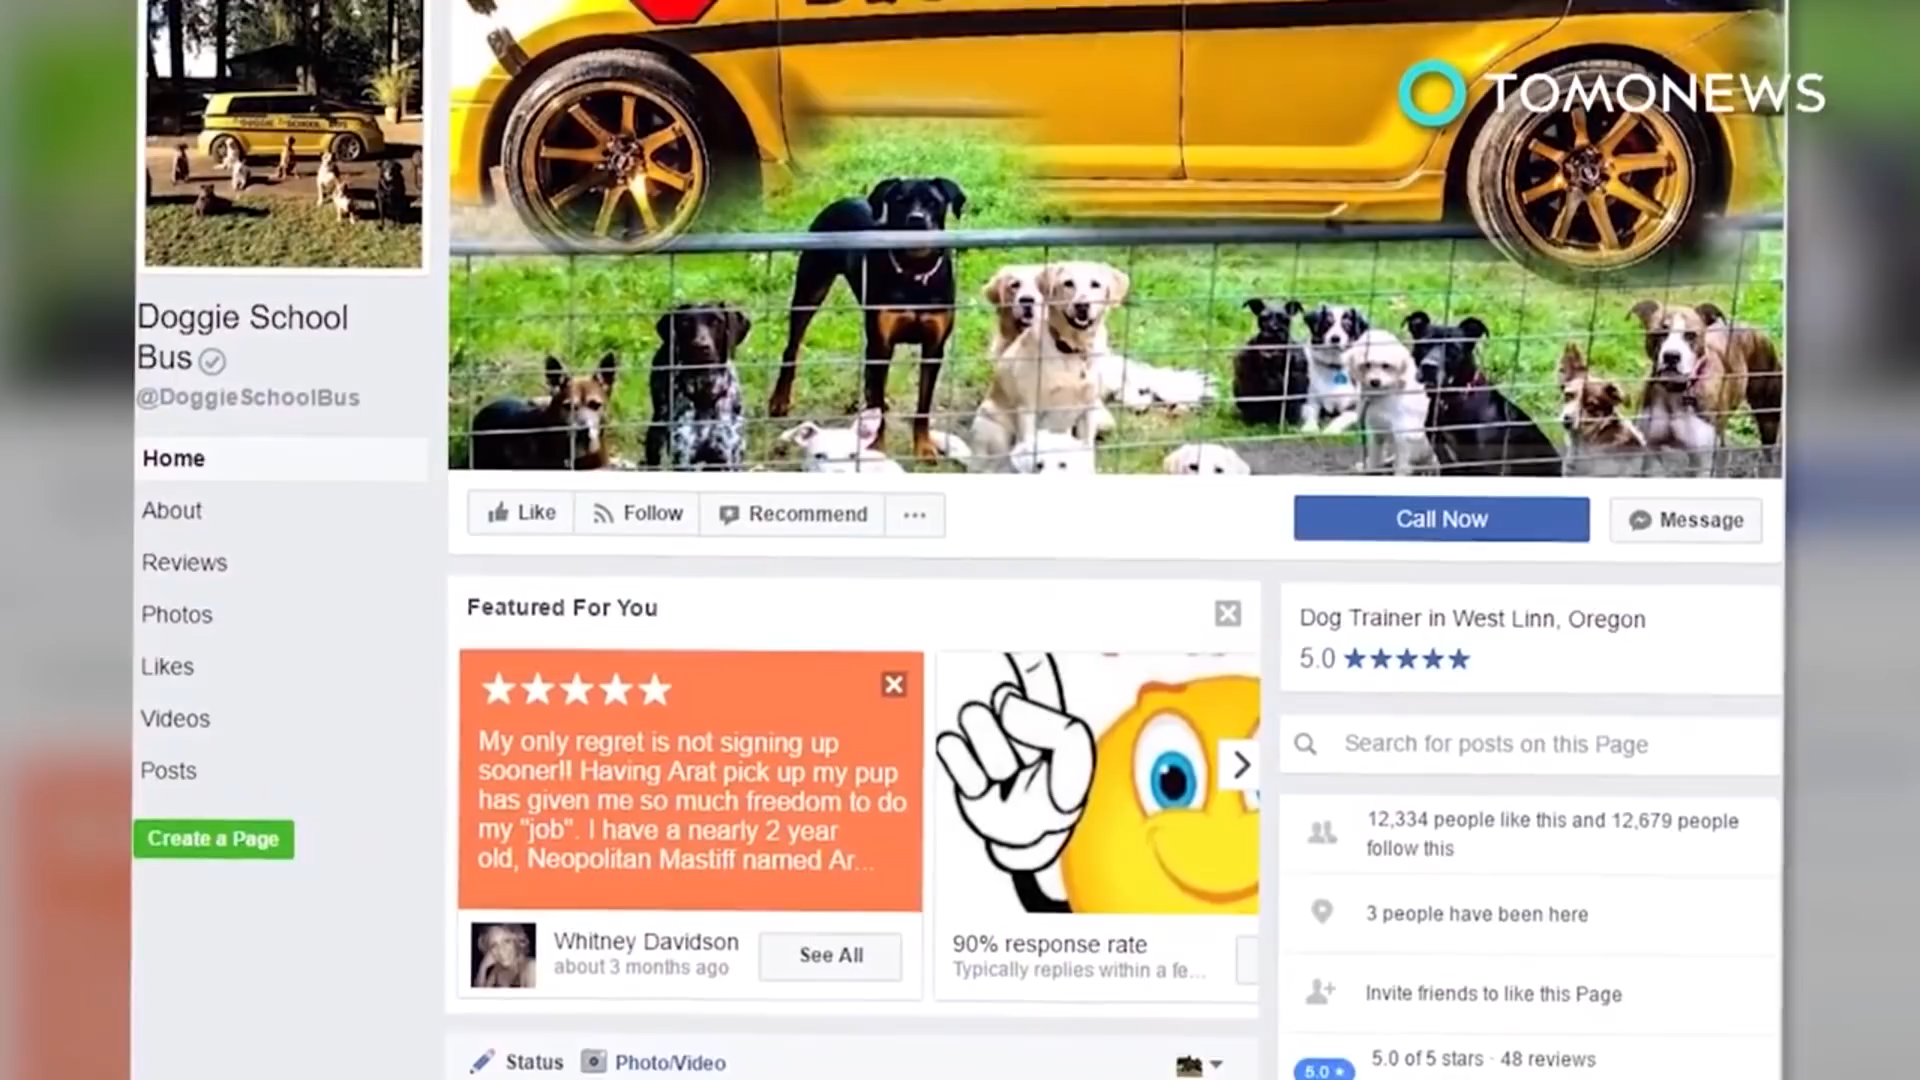 TOMONEWS
DOGGIE SCHOOL BUS
Doggie School
Bus
@DoggieSchoolBus
Home
About
Reviews
Photos
Likes
Videos
Posts
Create a Page
Like
Follow
Recommend
Call Now
Message
Featured For You
My only regret is not signing up
sooner!! Having Arat pick up my pup
has given me so much freedom to do
my "job". I have a nearly 2 year
old, Neopolitan Mastiff named Ar...
Whitney Davidson
about 3 months ago
See All
90% response rate
Typically replies within a fe...
Status
Photo/Video
Dog Trainer in West Linn, Oregon
5.0
Search for posts on this Page
12,334 people like this and 12,679 people
follow this
3 people have been here
Invite friends to like this Page
5.0
5.0 of 5 stars · 48 reviews